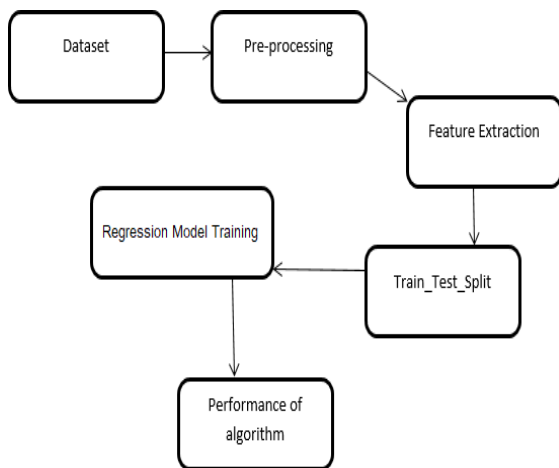 Dataset
Pre-processing
Feature Extraction
Regression Model Training
Train_Test_Split
Performance of
algorithm